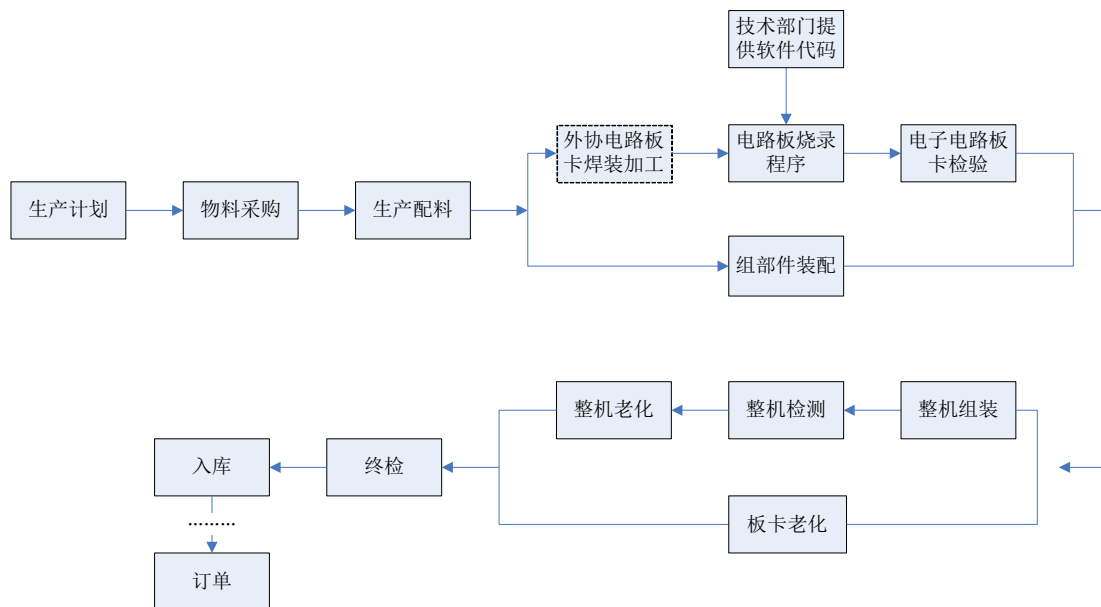 技术部门提
供软件代码
外协电路板
卡焊装加工
电路板烧录
程序
电子电路板
卡检验
生产计划
物料采购
生产配料
组部件装配
整机老化
整机检测
整机组装
入库
终检
板卡老化
………
订单